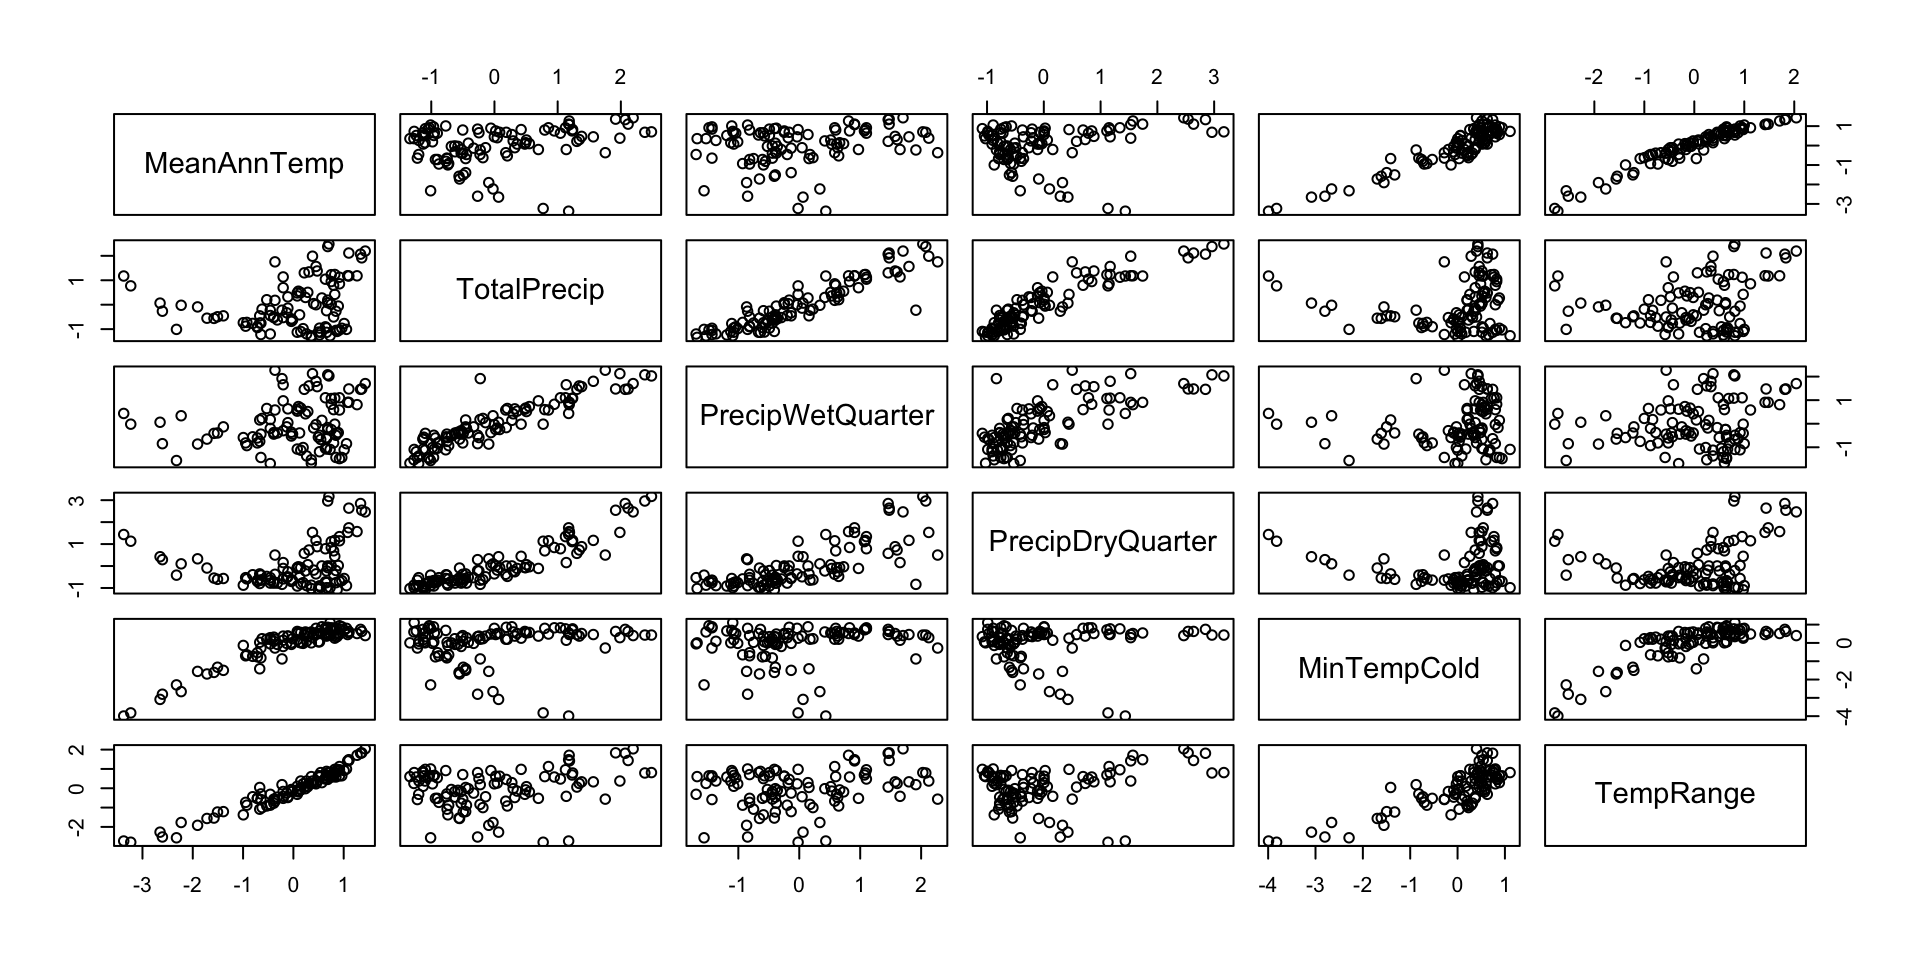 -1 0 1 2
-1 0 1 2 3
-2 -1 0 1 2
MeanAnnTemp
-3 -1 1
TotalPrecip
-1 1
PrecipWetQuarter
-1 1
PrecipDryQuarter
-1 1 3
MinTempCold
-4 -2 0
TempRange
-2 0 2
-3 -2 -1 0 1
-1 0 1 2
-4 -3 -2 -1 0 1